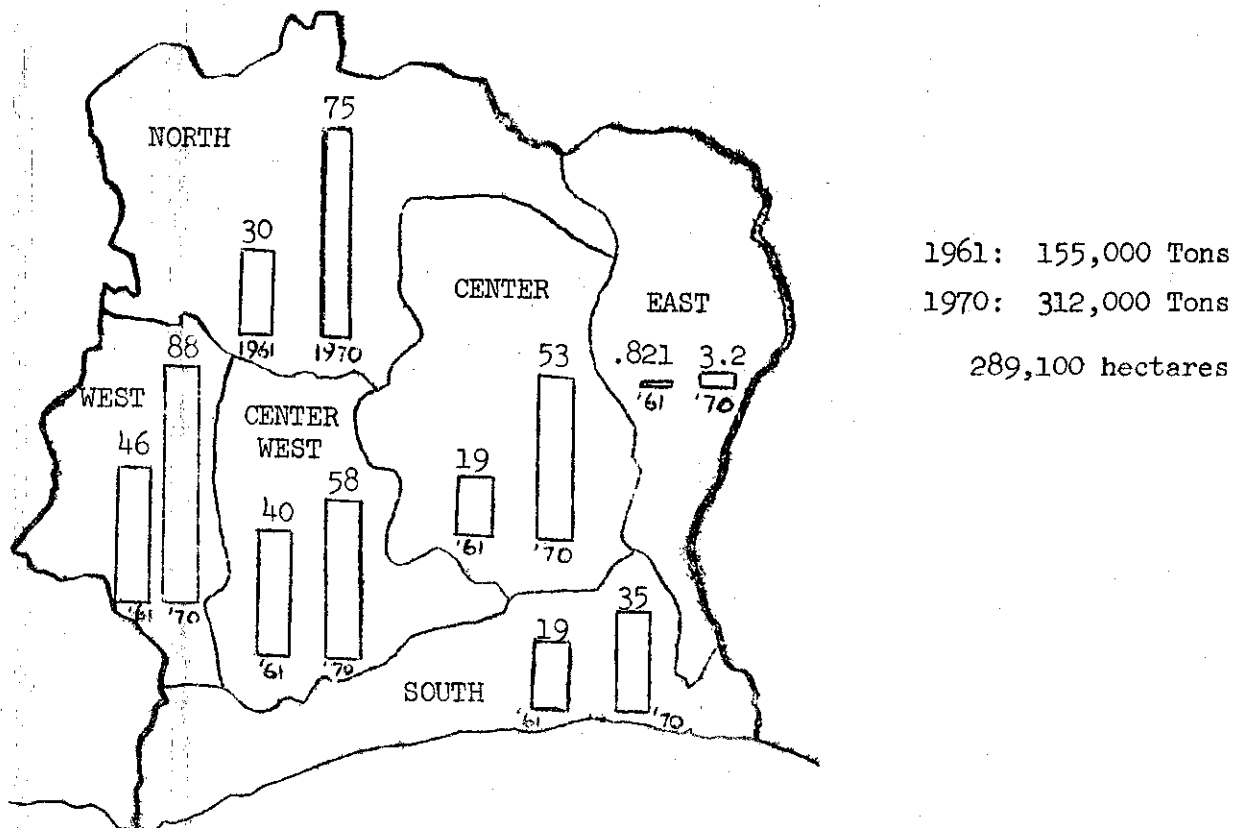 NORTH
75
30
1961 1970
CENTER
EAST
1961: 155,000 Tons
1970: 312,000 Tons
289,100 hectares
.821 3.2
'61 '70
53
19
'61 '70
WEST
88
46
'61 '70
CENTER
WEST
58
40
'61 '70
SOUTH
35
19
'61 '70